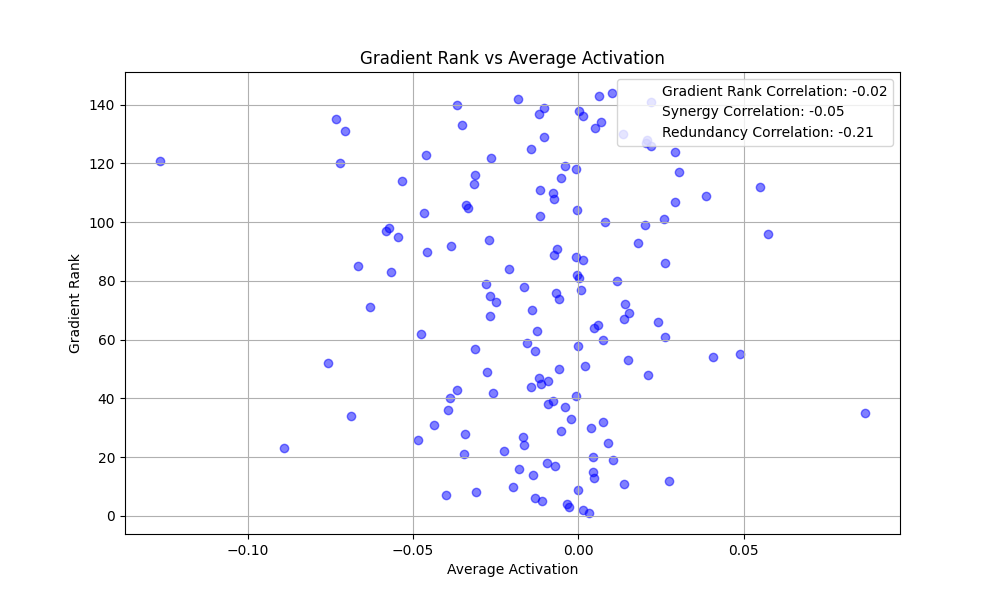 Gradient Rank vs Average Activation
Gradient Rank Correlation: -0.02
Synergy Correlation: -0.05
Redundancy Correlation: -0.21
140
120
100
80
60
40
20
0
Gradient Rank
−0.10
−0.05
0.00
0.05
Average Activation